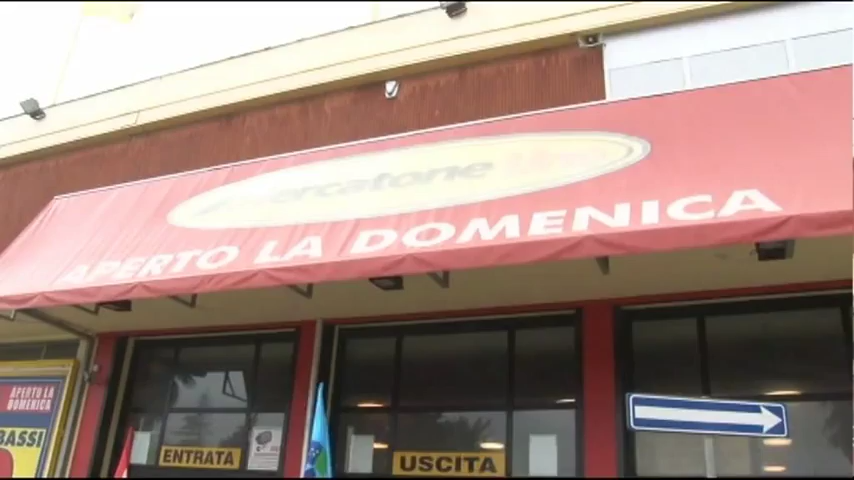 Mercatone
APERTO LA DOMENICA
APERTO LA
DOMENICA
BASSI
ENTRATA
USCITA